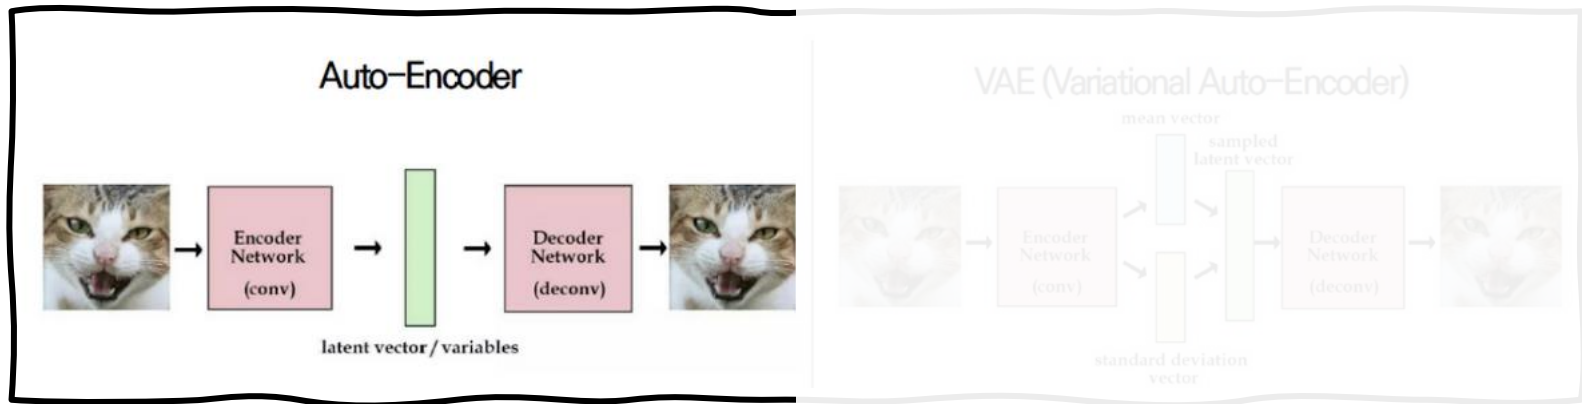 Auto-Encoder
Encoder
Network
(conv)
Decoder
Network
(deconv)
latent vector / variables
VAE (Variational Auto-Encoder)
mean vector
sampled
latent vector
Encoder
Network
(conv)
Decoder
Network
(deconv)
standard deviation
vector